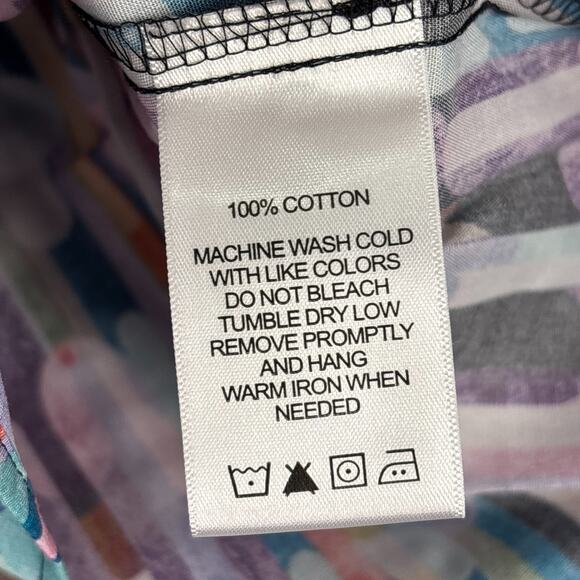 100% COTTON
MACHINE WASH COLD
WITH LIKE COLORS
DO NOT BLEACH
TUMBLE DRY LOW
REMOVE PROMPTLY
AND HANG
WARM IRON WHEN
NEEDED